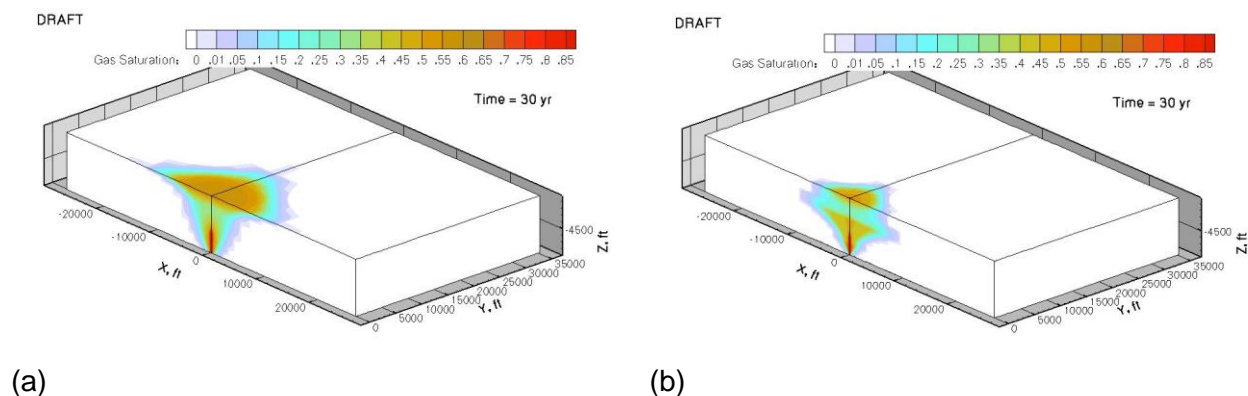 DRAFT
Gas Saturation: 0 .01 .05 .1 .15 .2 .25 .3 .35 .4 .45 .5 .55 .6 .65 .7 .75 .8 .85
Time = 30 yr
-20000
-10000
0
10000
20000
X, ft
0
5000
10000
15000
20000
25000
30000
35000
Y, ft
-4500
Z, ft
(a)
DRAFT
Gas Saturation: 0 .01 .05 .1 .15 .2 .25 .3 .35 .4 .45 .5 .55 .6 .65 .7 .75 .8 .85
Time = 30 yr
-20000
-10000
0
10000
20000
X, ft
0
5000
10000
15000
20000
25000
30000
35000
Y, ft
-4500
Z, ft
(b)